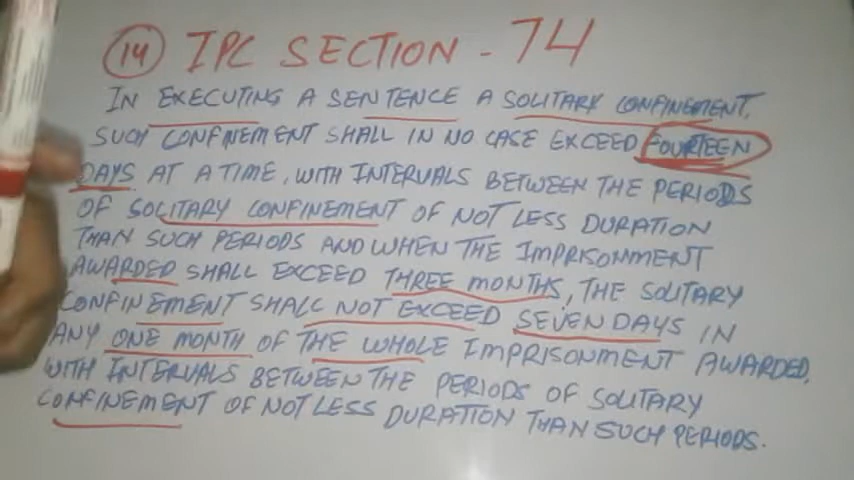 14 IPC SECTION - 74
IN EXECUTING A SENTENCE A SOLITARY CONFINEMENT,
SUCH CONFINEMENT SHALL IN NO CASE EXCEED FOURTEEN
DAYS AT A TIME, WITH INTERVALS BETWEEN THE PERIODS
OF SOLITARY CONFINEMENT OF NOT LESS DURATION
THAN SUCH PERIODS AND WHEN THE IMPRISONMENT
AWARDED SHALL EXCEED THREE MONTHS, THE SOLITARY
CONFINEMENT SHALL NOT EXCEED SEVEN DAYS IN
ANY ONE MONTH OF THE WHOLE IMPRISONMENT AWARDED,
WITH INTERVALS BETWEEN THE PERIODS OF SOLITARY
CONFINEMENT OF NOT LESS DURATION THAN SUCH PERIODS.